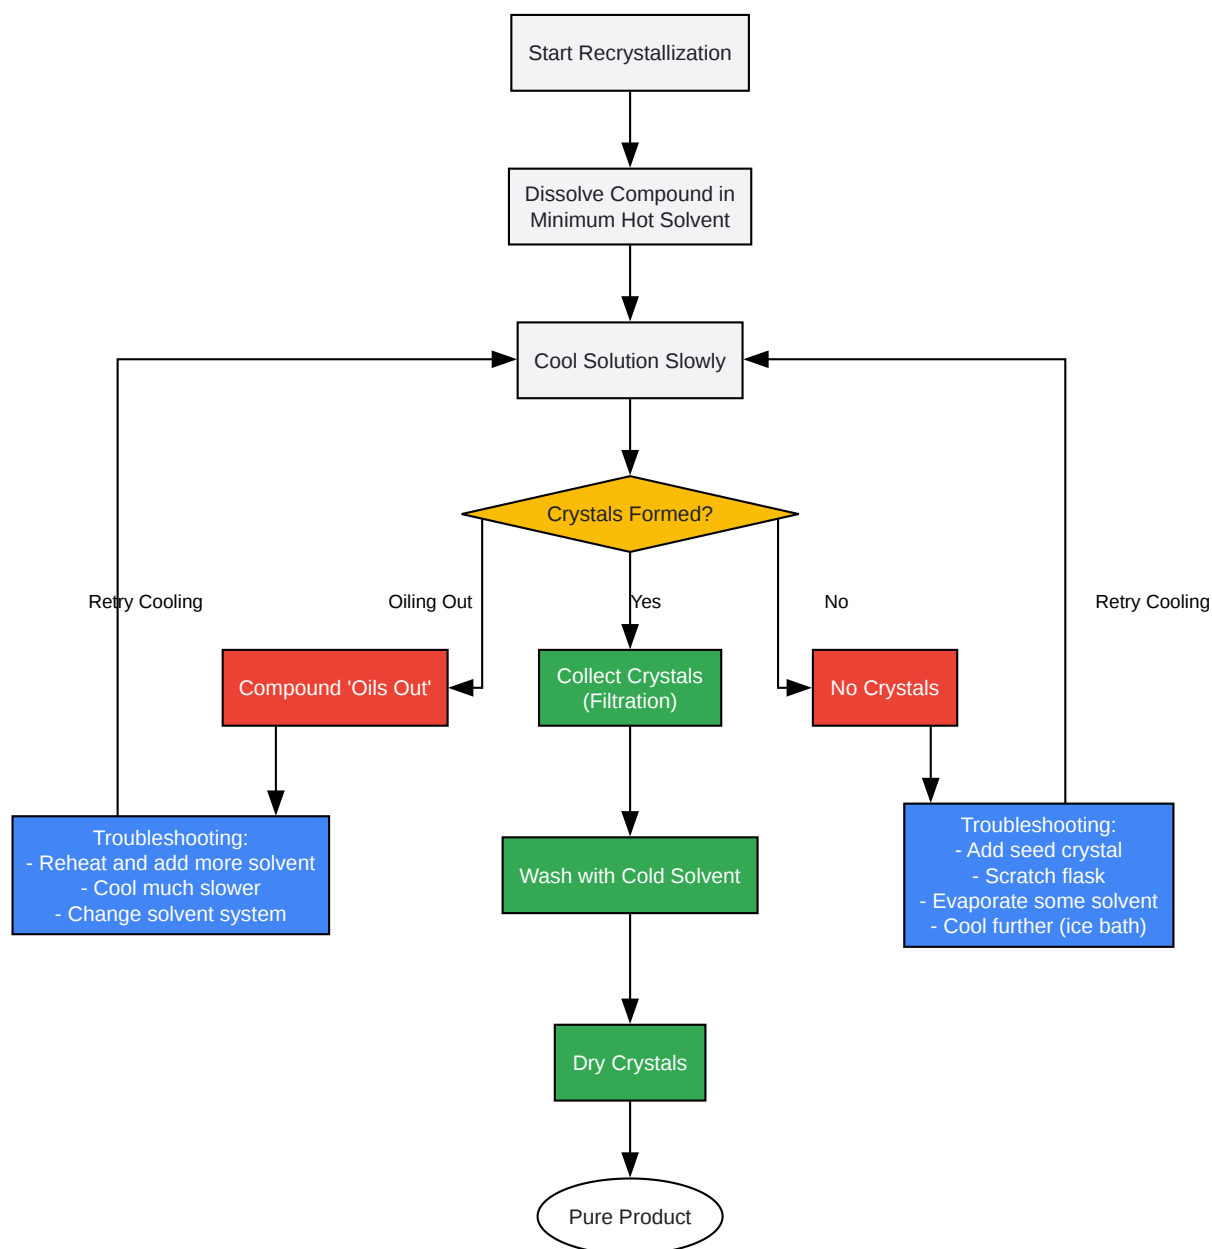 Start Recrystallization
Dissolve Compound in
Minimum Hot Solvent
Cool Solution Slowly
Crystals Formed?
Retry Cooling
Oiling Out
Yes
No
Retry Cooling
Compound 'Oils Out'
Collect Crystals
(Filtration)
No Crystals
Troubleshooting:
- Reheat and add more solvent
- Cool much slower
- Change solvent system
Wash with Cold Solvent
Troubleshooting:
- Add seed crystal
- Scratch flask
- Evaporate some solvent
- Cool further (ice bath)
Dry Crystals
Pure Product